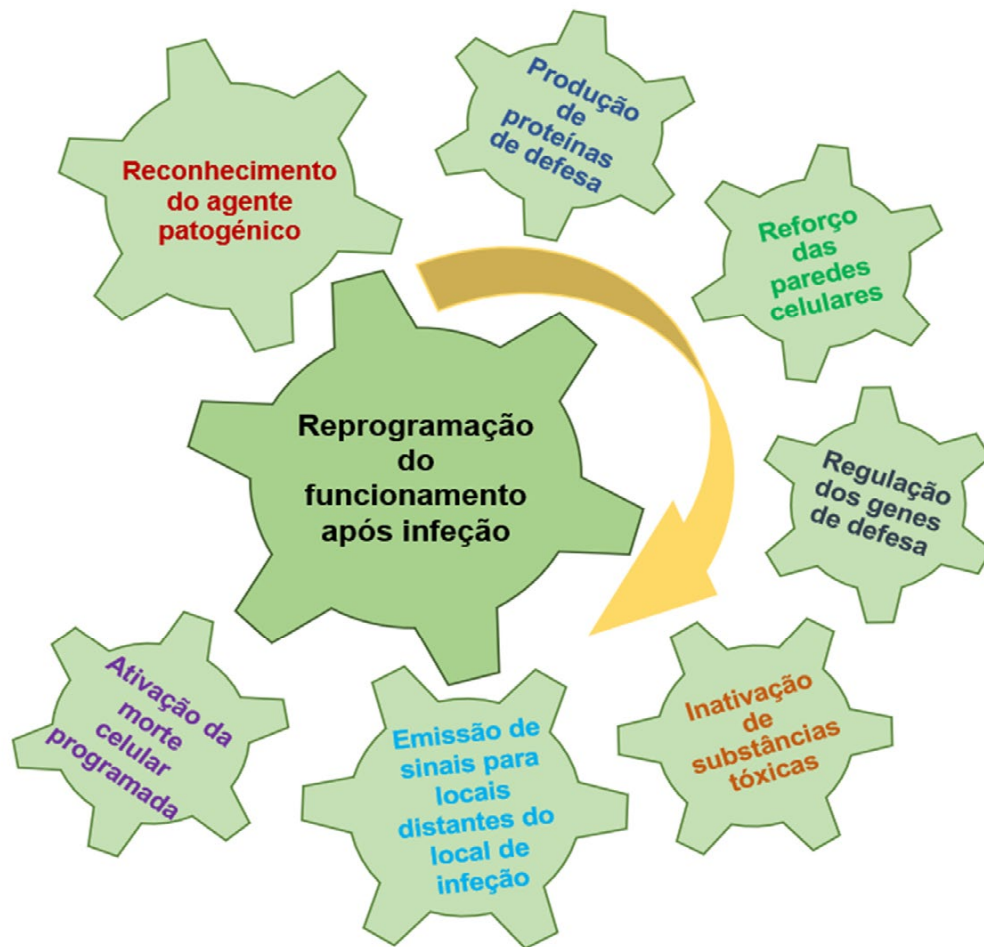 Reconhecimento
do agente
patogénico
Produção
de
proteínas
de defesa
Reforço
das
paredes
celulares
Reprogramação
do
funcionamento
após infeção
Regulação
dos genes
de defesa
Inativação
de
substâncias
tóxicas
Emissão de
sinais para
locais
distantes do
local de
infeção
Ativação da
morte
celular
programada